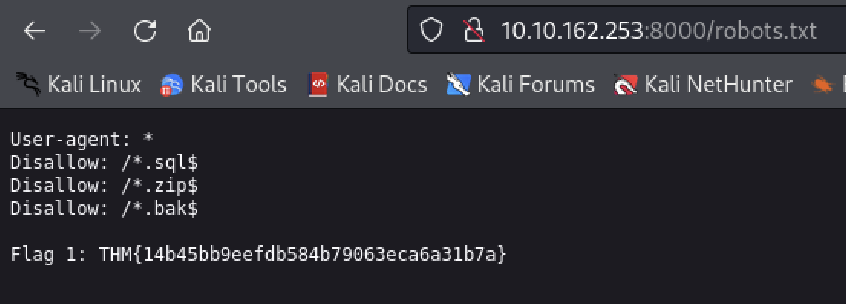 10.10.162.253:8000/robots.txt
Kali Linux Kali Tools Kali Docs Kali Forums Kali NetHunter
User-agent: *
Disallow: /*.sql$
Disallow: /*.zip$
Disallow: /*.bak$
Flag 1: THM{14b45bb9eefdb584b79063eca6a31b7a}